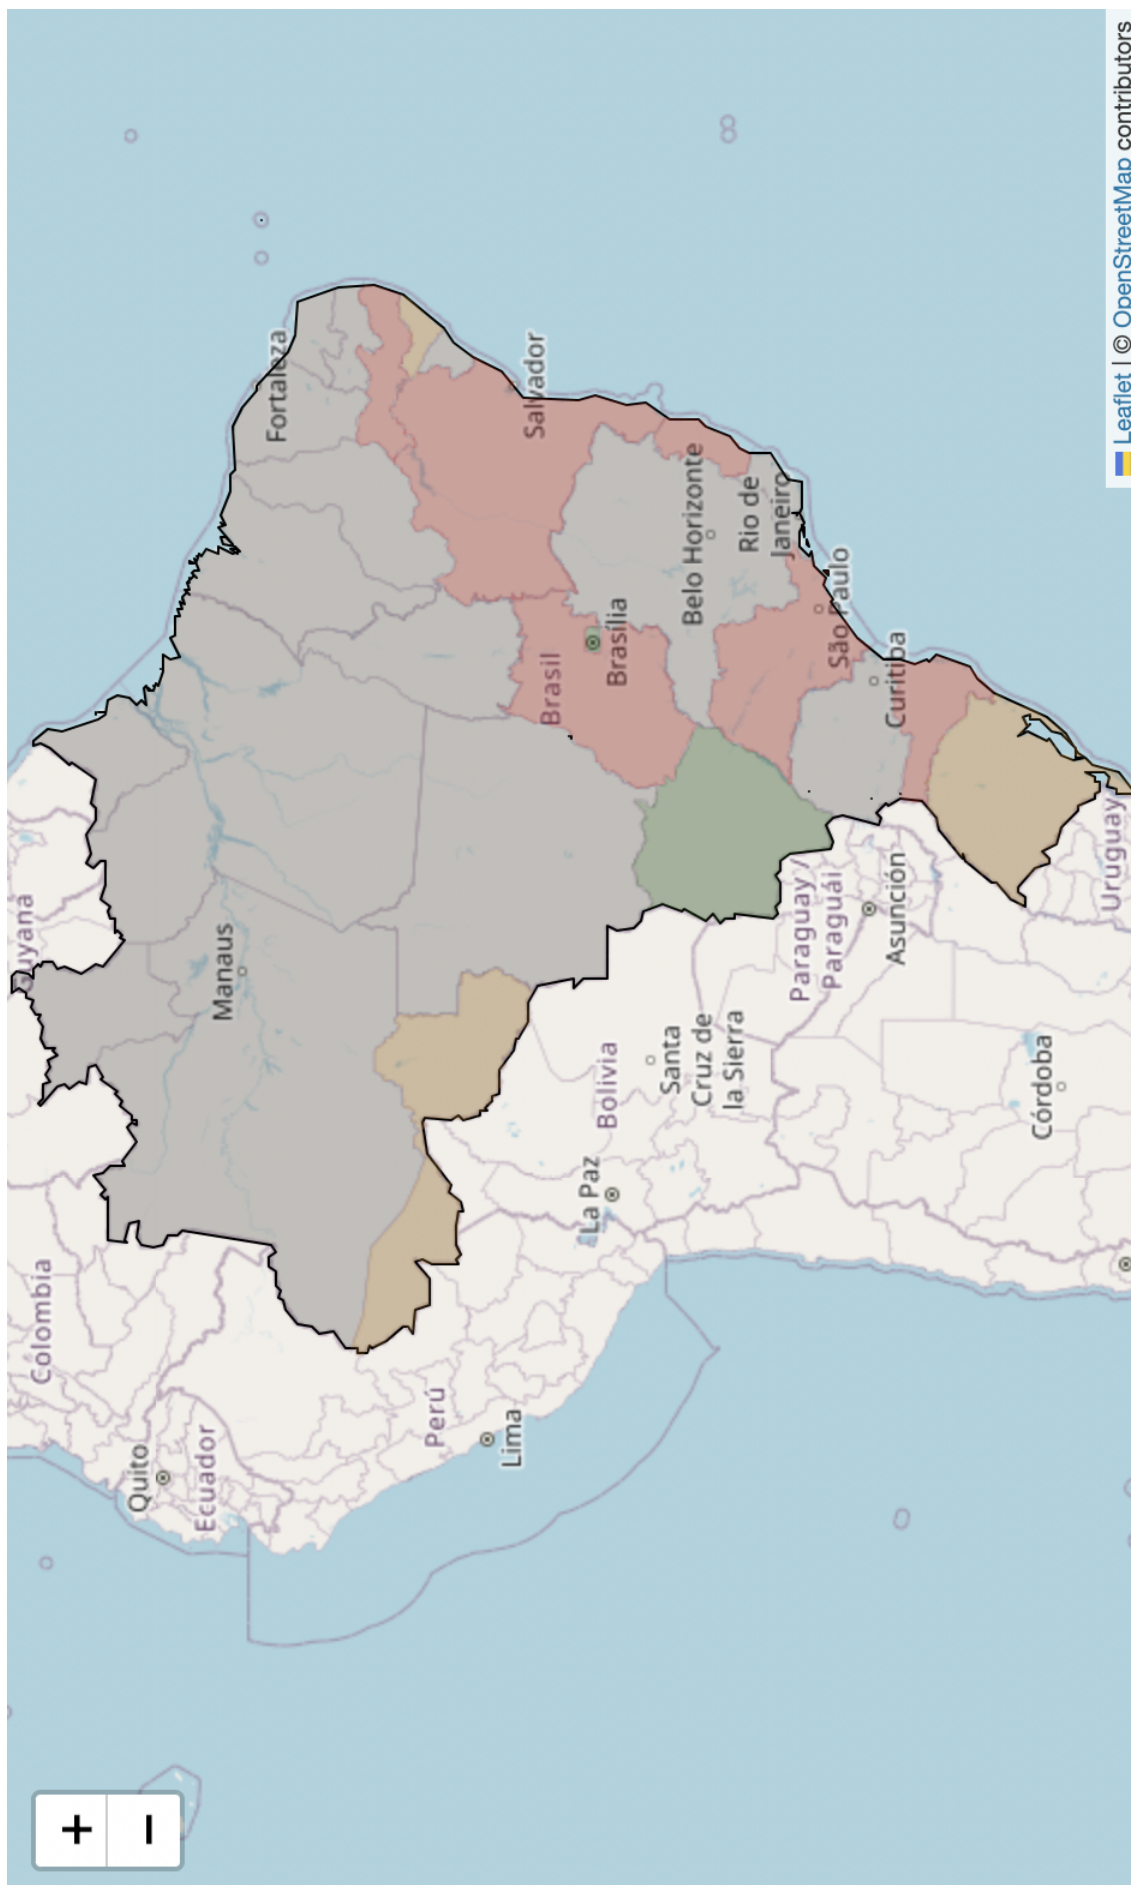 +
−
Colombia
Guyana
Quito
Ecuador
Manaus
Fortaleza
Perú
Lima
Brasil
Salvador
Brasília
La Paz
Bolivia
Santa
Cruz de
la Sierra
Belo Horizonte
Rio de
Janeiro
São Paulo
Paraguay /
Paraguái
Asunción
Curitiba
Córdoba
Uruguay
Leaflet | © OpenStreetMap contributors